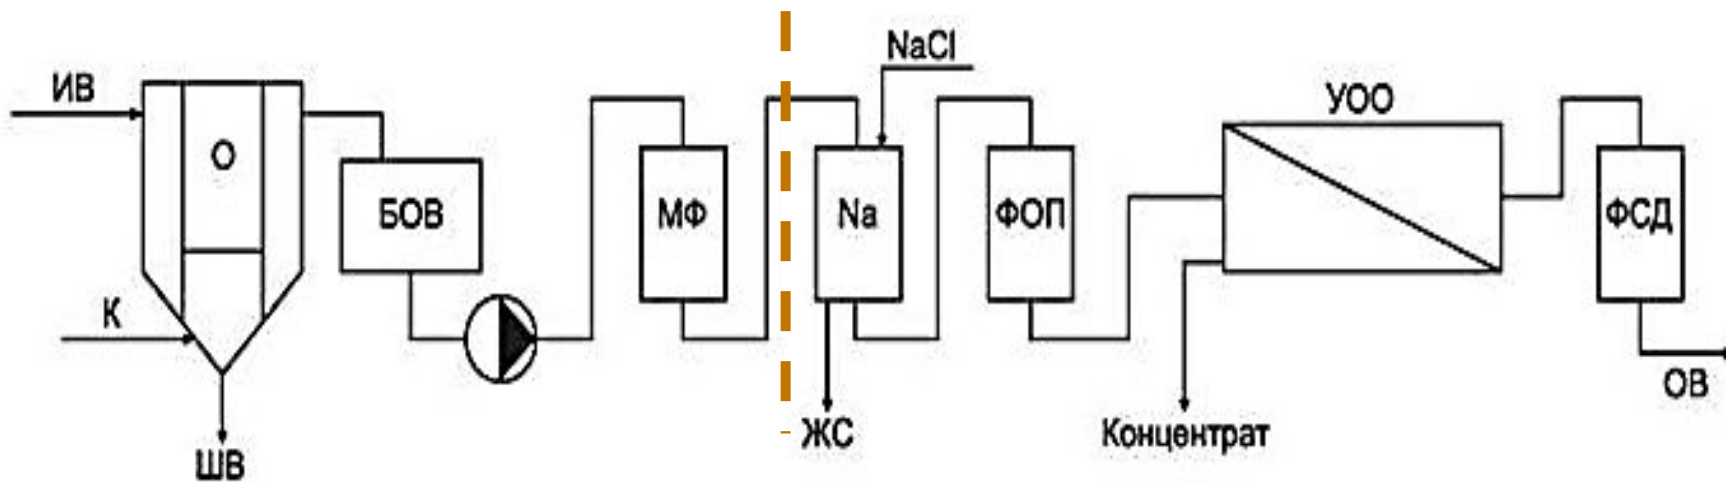 NaCl
ИВ
УОО
О
БОВ
МФ
Na
ФОП
ФСД
К
ОВ
ЖС
Концентрат
ШВ